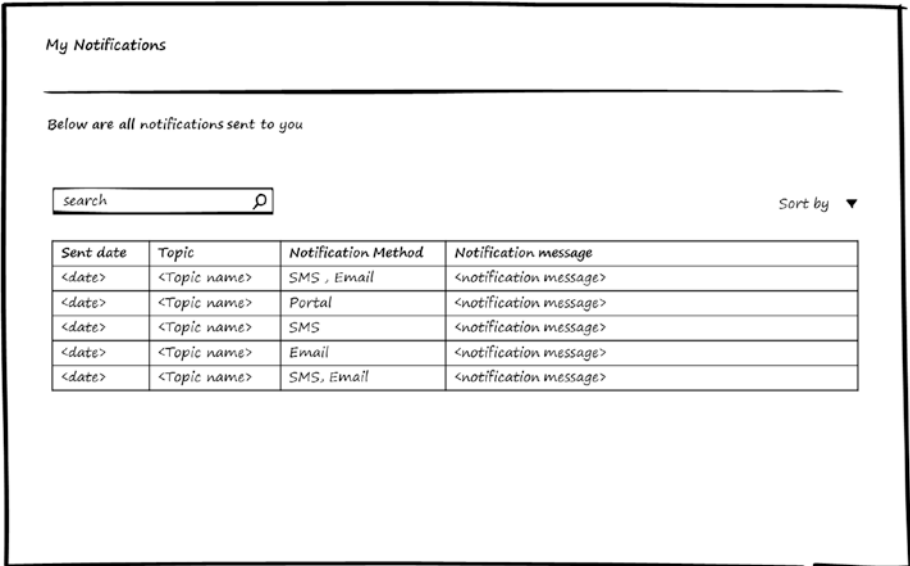 My Notifications
Below are all notifications sent to you
search
Sort by ▼
Sent date Topic Notification Method Notification message
<date> <Topic name> SMS , Email <notification message>
<date> <Topic name> Portal <notification message>
<date> <Topic name> SMS <notification message>
<date> <Topic name> Email <notification message>
<date> <Topic name> SMS, Email <notification message>